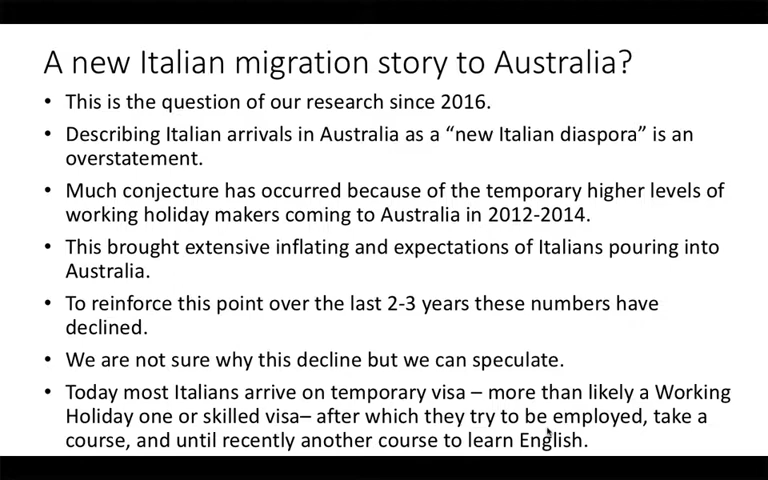 A new Italian migration story to Australia?
• This is the question of our research since 2016.
• Describing Italian arrivals in Australia as a “new Italian diaspora” is an
overstatement.
• Much conjecture has occurred because of the temporary higher levels of
working holiday makers coming to Australia in 2012-2014.
• This brought extensive inflating and expectations of Italians pouring into
Australia.
• To reinforce this point over the last 2-3 years these numbers have
declined.
• We are not sure why this decline but we can speculate.
• Today most Italians arrive on temporary visa – more than likely a Working
Holiday one or skilled visa– after which they try to be employed, take a
course, and until recently another course to learn English.